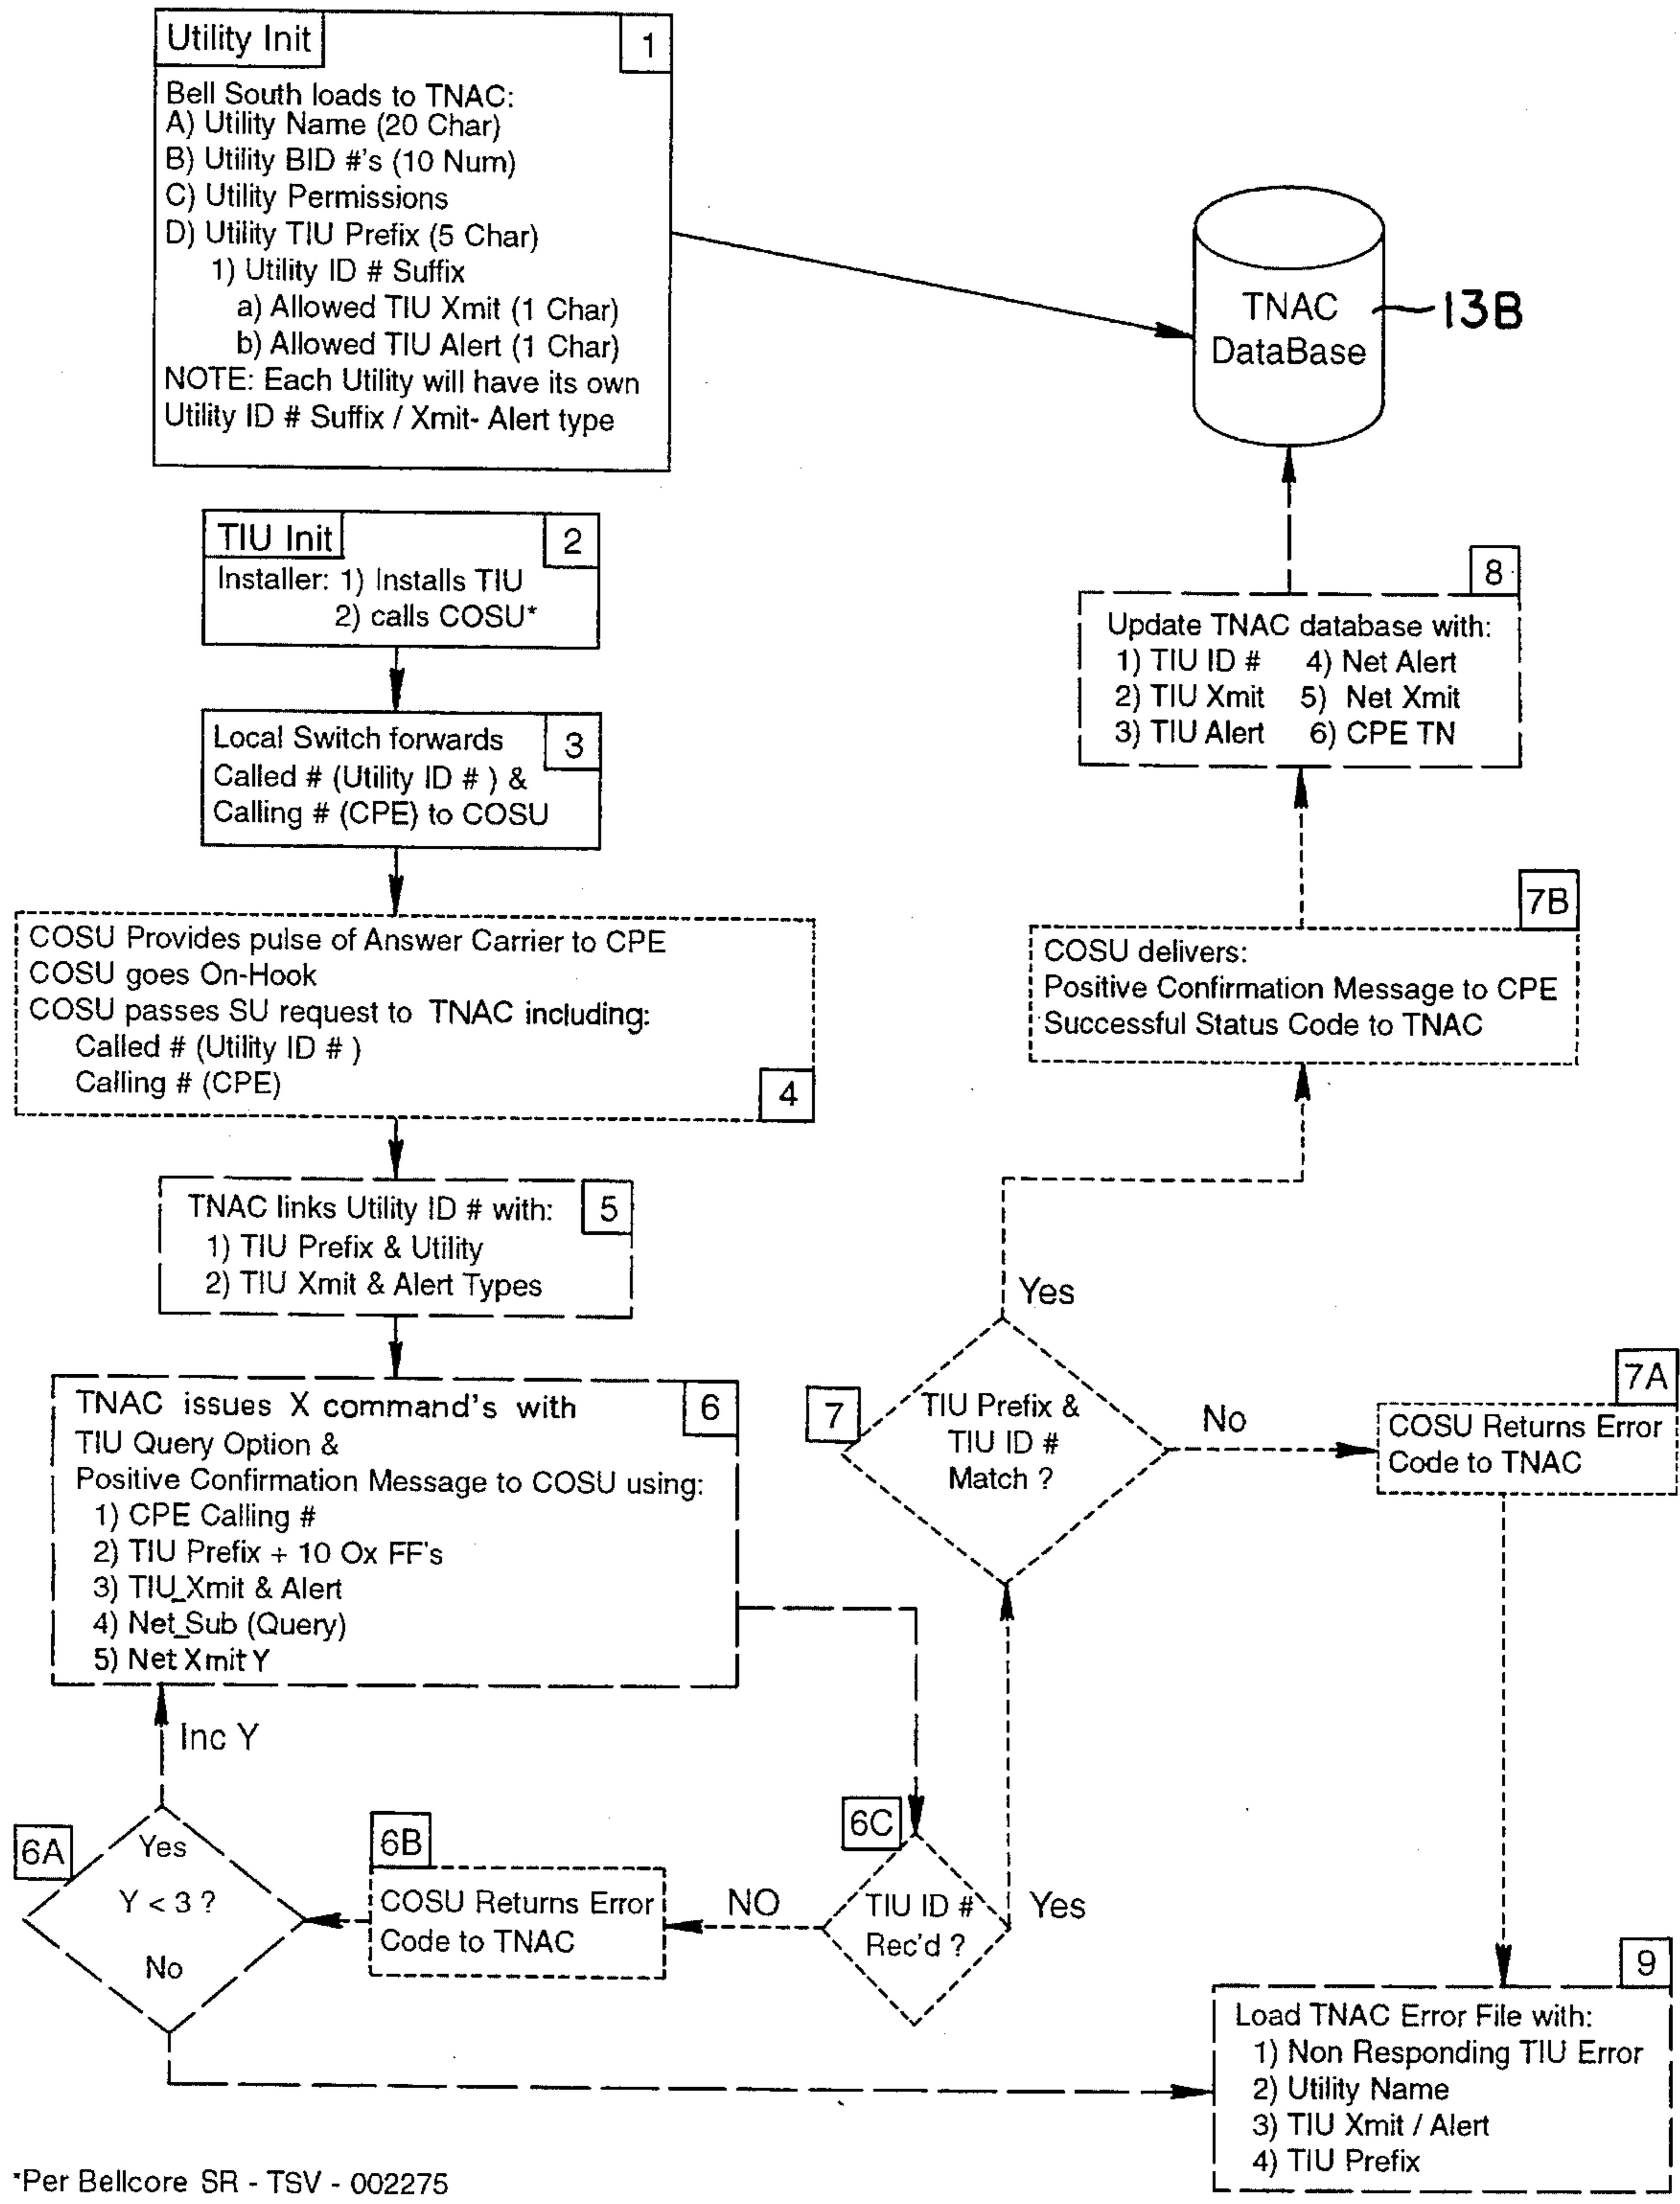 Utility Init
1
Bell South loads to TNAC:
A) Utility Name (20 Char)
B) Utility BID #'s (10 Num)
C) Utility Permissions
D) Utility TIU Prefix (5 Char)
1) Utility ID # Suffix
a) Allowed TIU Xmit (1 Char)
b) Allowed TIU Alert (1 Char)
NOTE: Each Utility will have its own
Utility ID # Suffix / Xmit- Alert type
TNAC
DataBase
13B
TIU Init
2
Installer: 1) Installs TIU
2) calls COSU*
3
Local Switch forwards
Called # (Utility ID # ) &
Calling # (CPE) to COSU
COSU Provides pulse of Answer Carrier to CPE
COSU goes On-Hook
COSU passes SU request to TNAC including:
Called # (Utility ID # )
Calling # (CPE)
4
TNAC links Utility ID # with:
5
1) TIU Prefix & Utility
2) TIU Xmit & Alert Types
TNAC issues X command's with
6
TIU Query Option &
Positive Confirmation Message to COSU using:
1) CPE Calling #
2) TIU Prefix + 10 Ox FF's
3) TIU_Xmit & Alert
4) Net_Sub (Query)
5) Net Xmit Y
Inc Y
6A
Yes
Y < 3 ?
No
6B
COSU Returns Error
Code to TNAC
NO
6C
TIU ID #
Rec'd ?
Yes
7
TIU Prefix &
TIU ID #
Match ?
Yes
No
7A
COSU Returns Error
Code to TNAC
7B
COSU delivers:
Positive Confirmation Message to CPE
Successful Status Code to TNAC
8
Update TNAC database with:
1) TIU ID # 4) Net Alert
2) TIU Xmit 5) Net Xmit
3) TIU Alert 6) CPE TN
9
Load TNAC Error File with:
1) Non Responding TIU Error
2) Utility Name
3) TIU Xmit / Alert
4) TIU Prefix
*Per Bellcore SR - TSV - 002275